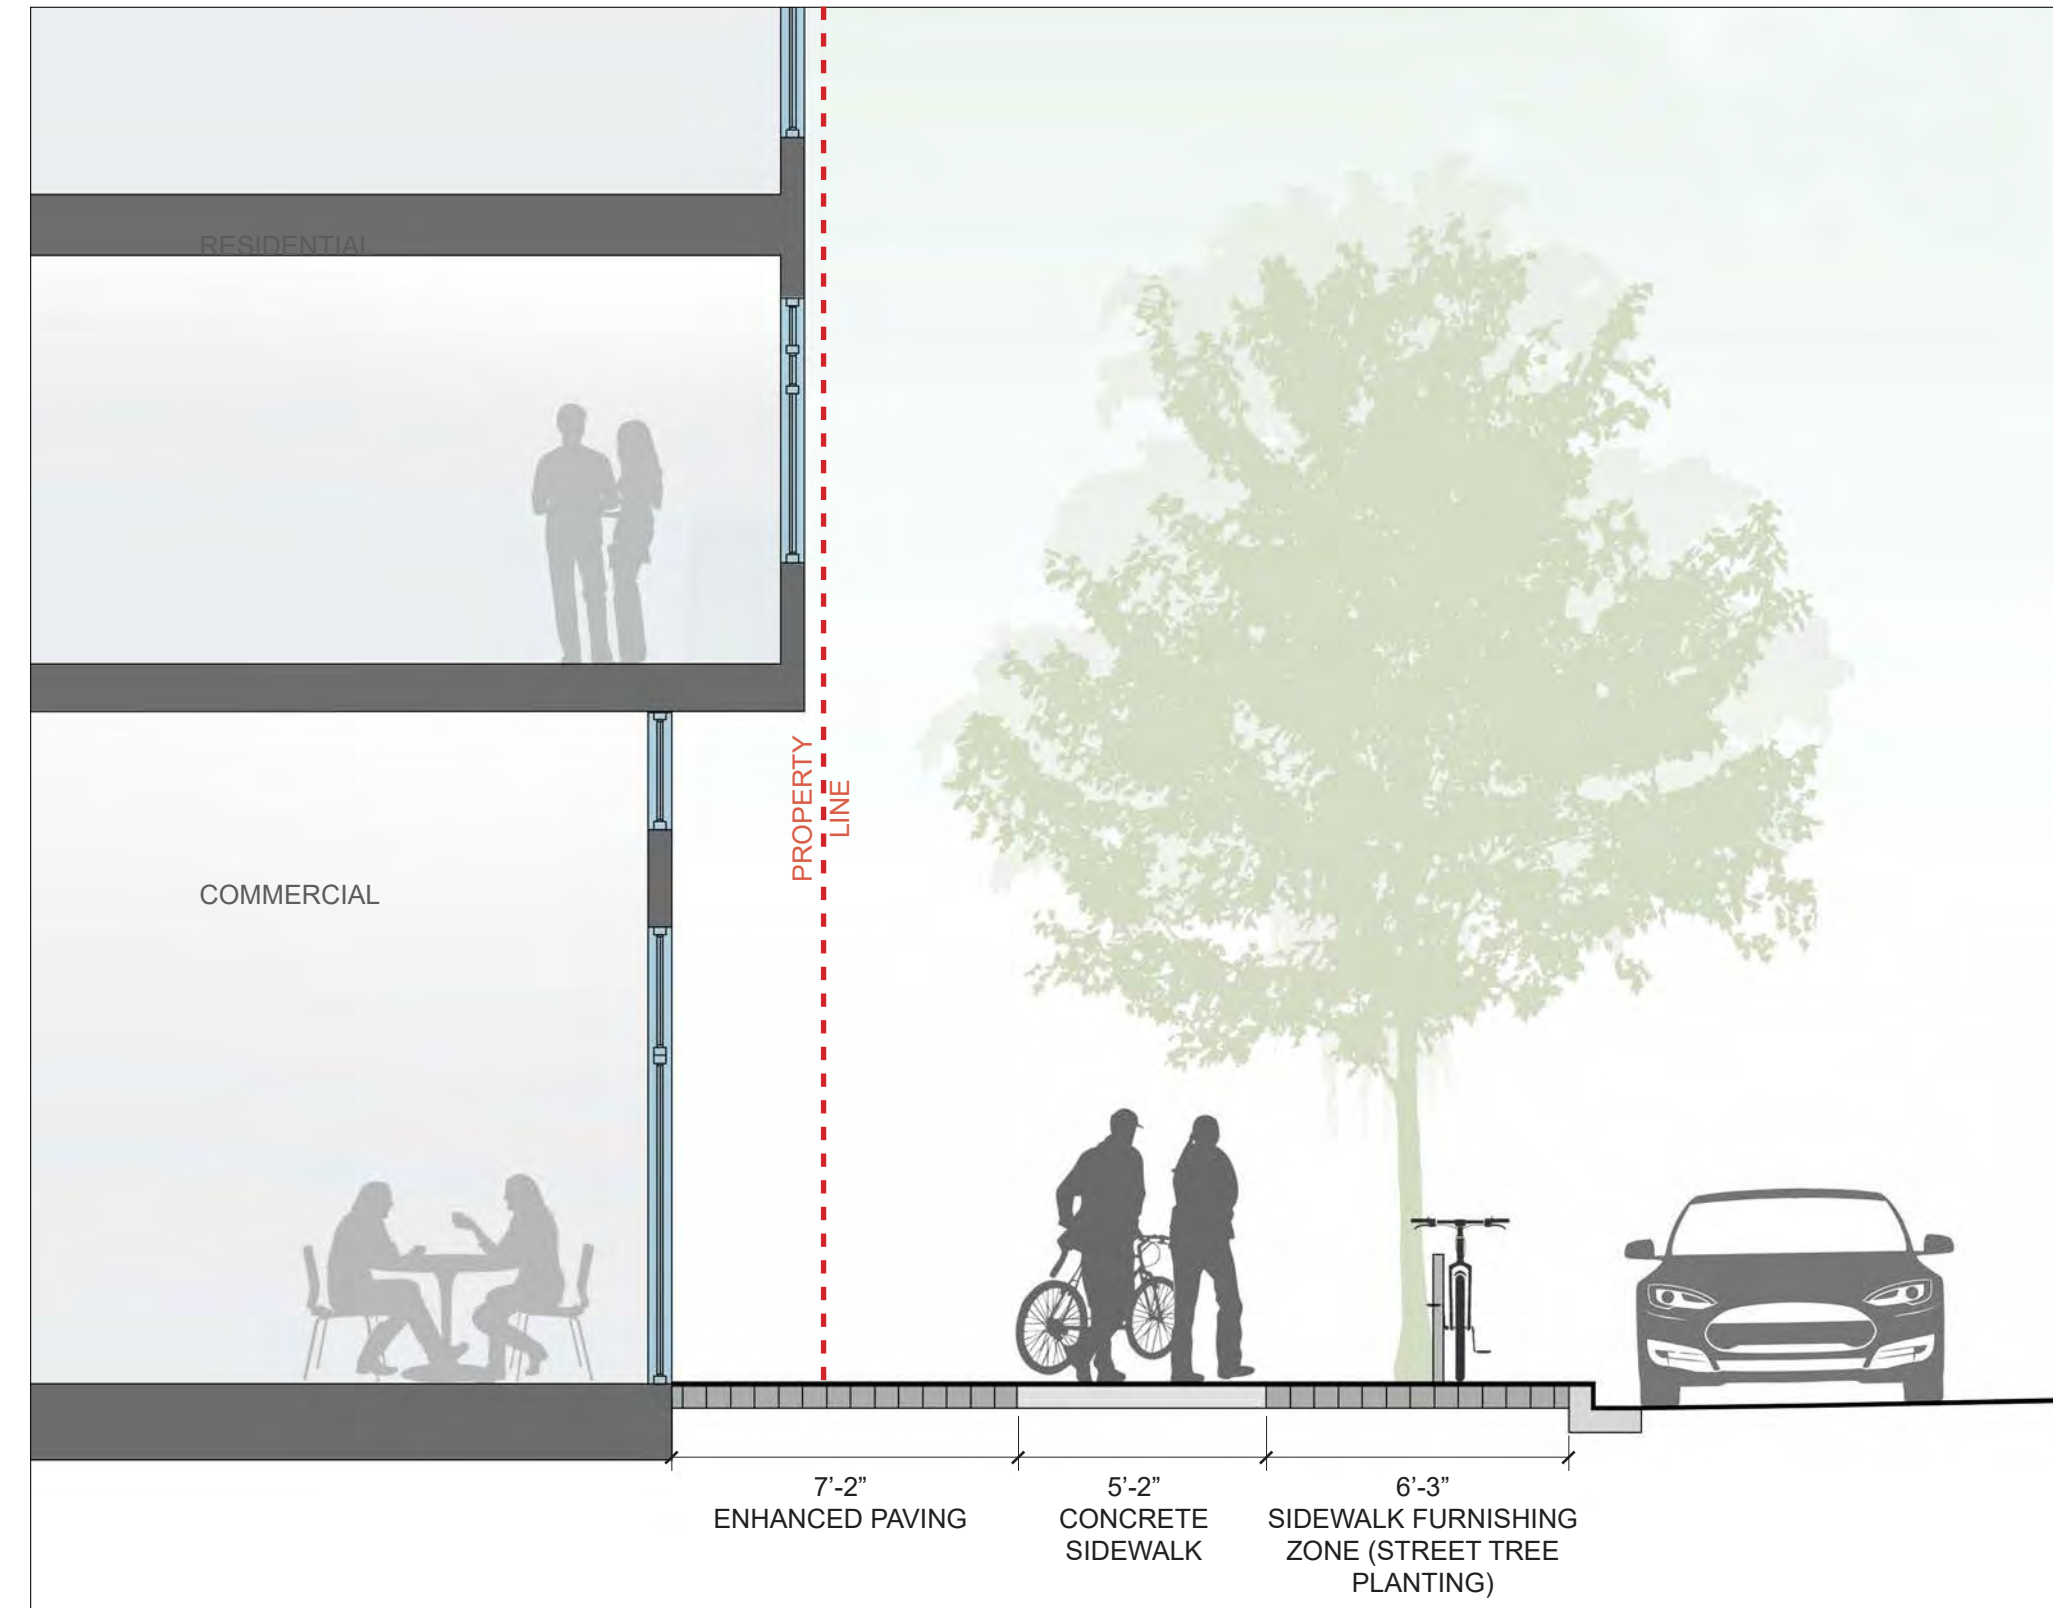 RESIDENTIAL
PROPERTY
LINE
COMMERCIAL
7’-2”
ENHANCED PAVING
5’-2”
CONCRETE
SIDEWALK
6’-3”
SIDEWALK FURNISHING
ZONE (STREET TREE
PLANTING)